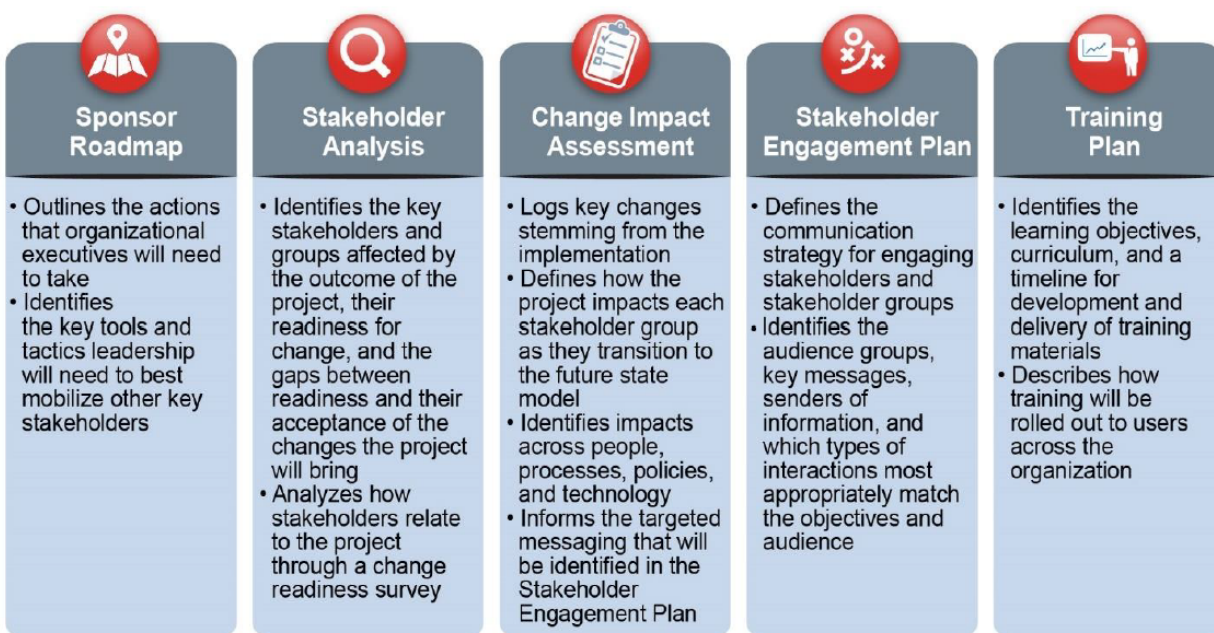 Sponsor
Roadmap
• Outlines the actions
that organizational
executives will need
to take
• Identifies
the key tools and
tactics leadership
will need to best
mobilize other key
stakeholders
Stakeholder
Analysis
• Identifies the key
stakeholders and
groups affected by
the outcome of the
project, their
readiness for
change, and the
gaps between
readiness and their
acceptance of the
changes the project
will bring
• Analyzes how
stakeholders relate
to the project
through a change
readiness survey
Change Impact
Assessment
• Logs key changes
stemming from the
implementation
• Defines how the
project impacts each
stakeholder group
as they transition to
the future state
model
• Identifies impacts
across people,
processes, policies,
and technology
• Informs the targeted
messaging that will
be identified in the
Stakeholder
Engagement Plan
Stakeholder
Engagement Plan
• Defines the
communication
strategy for engaging
stakeholders and
stakeholder groups
• Identifies the
audience groups,
key messages,
senders of
information, and
which types of
interactions most
appropriately match
the objectives and
audience
Training
Plan
• Identifies the
learning objectives,
curriculum, and a
timeline for
development and
delivery of training
materials
• Describes how
training will be
rolled out to users
across the
organization